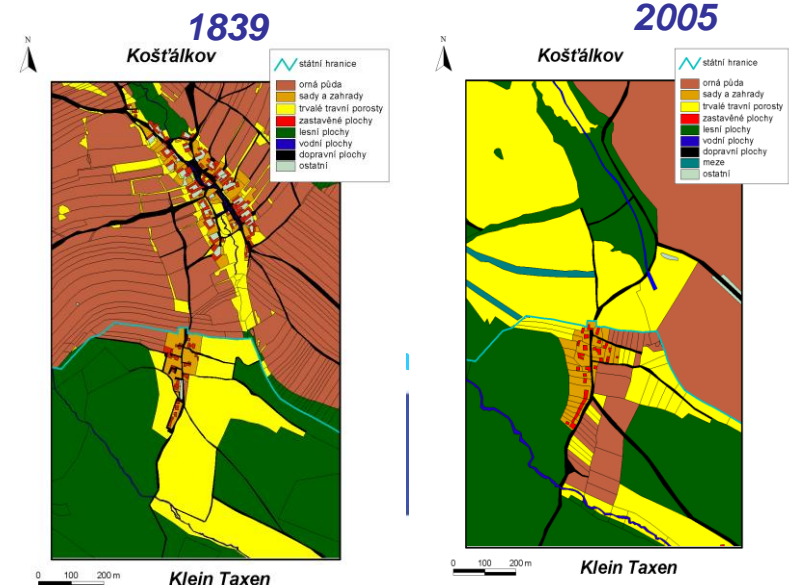 1839
N
Košťálkov
státní hranice
orná půda
sady a zahrady
trvalé travní porosty
zastavěné plochy
lesní plochy
vodní plochy
dopravní plochy
ostatní
0 100 200 m
Klein Taxen
2005
N
Košťálkov
státní hranice
orná půda
sady a zahrady
trvalé travní porosty
zastavěné plochy
lesní plochy
vodní plochy
dopravní plochy
meze
ostatní
0 100 200 m
Klein Taxen